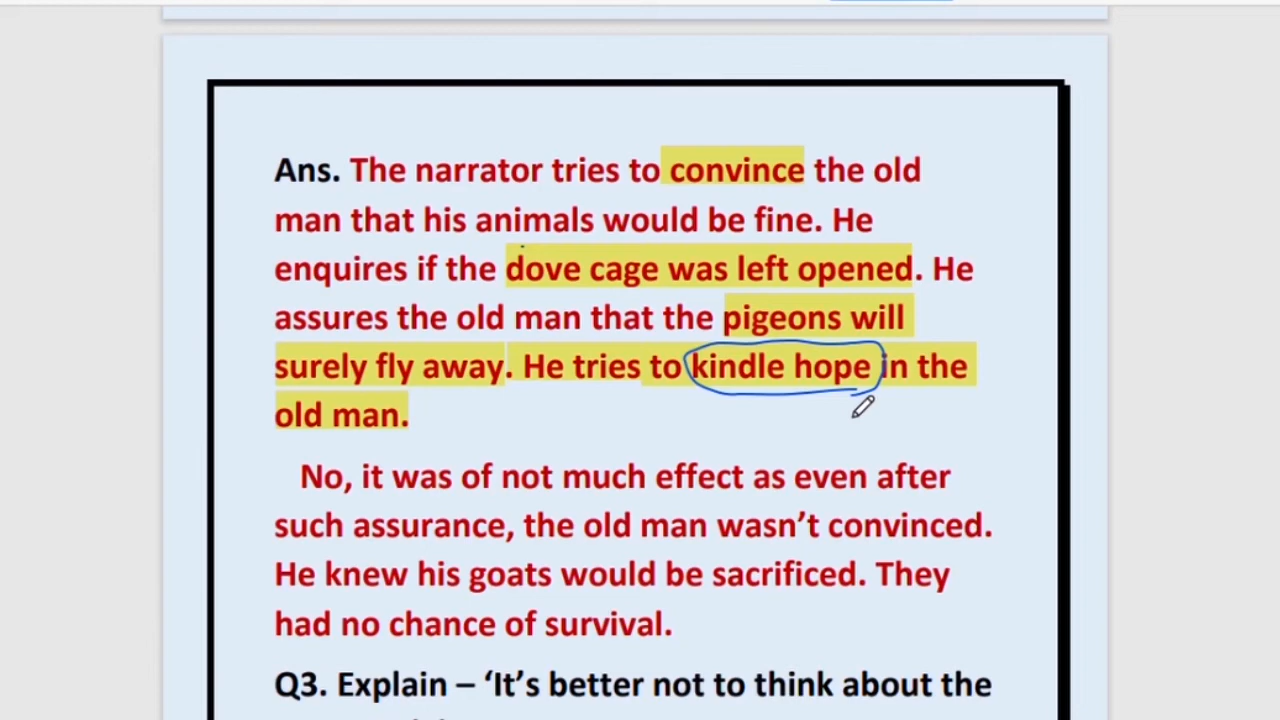 Ans. The narrator tries to convince the old
man that his animals would be fine. He
enquires if the dove cage was left opened. He
assures the old man that the pigeons will
surely fly away. He tries to kindle hope in the
old man.
No, it was of not much effect as even after
such assurance, the old man wasn’t convinced.
He knew his goats would be sacrificed. They
had no chance of survival.
Q3. Explain – ‘It’s better not to think about the